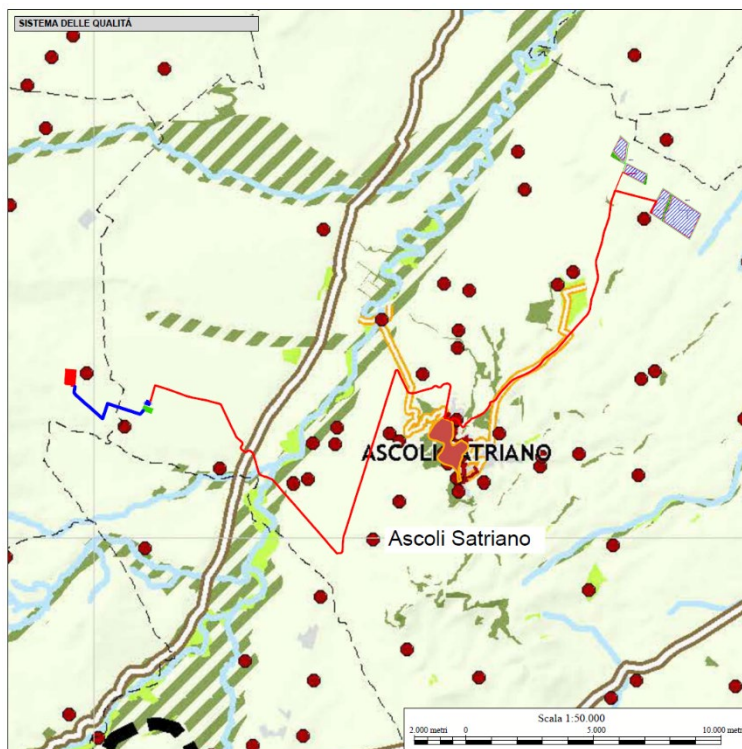 SISTEMA DELLE QUALITÁ
ASCOLI SATRIANO
Ascoli Satriano
Scala 1:50.000
2.000 metri 0 5.000 10.000 metri